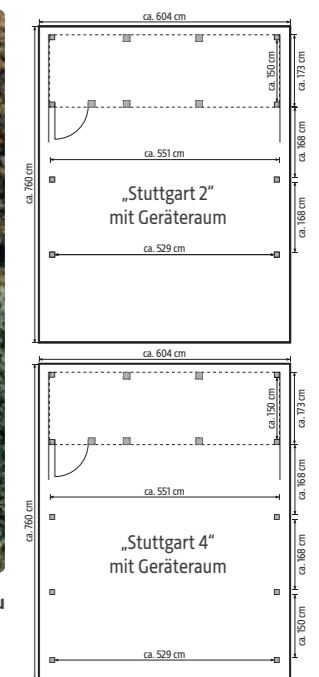 ca. 604 cm
ca. 150 cm
ca. 173 cm
ca. 168 cm
ca. 551 cm
ca. 760 cm
„Stuttgart 2“
mit Geräteraum
ca. 168 cm
ca. 529 cm
ca. 604 cm
ca. 150 cm
ca. 173 cm
ca. 168 cm
ca. 551 cm
ca. 760 cm
„Stuttgart 4“
mit Geräteraum
ca. 168 cm
ca. 150 cm
ca. 529 cm